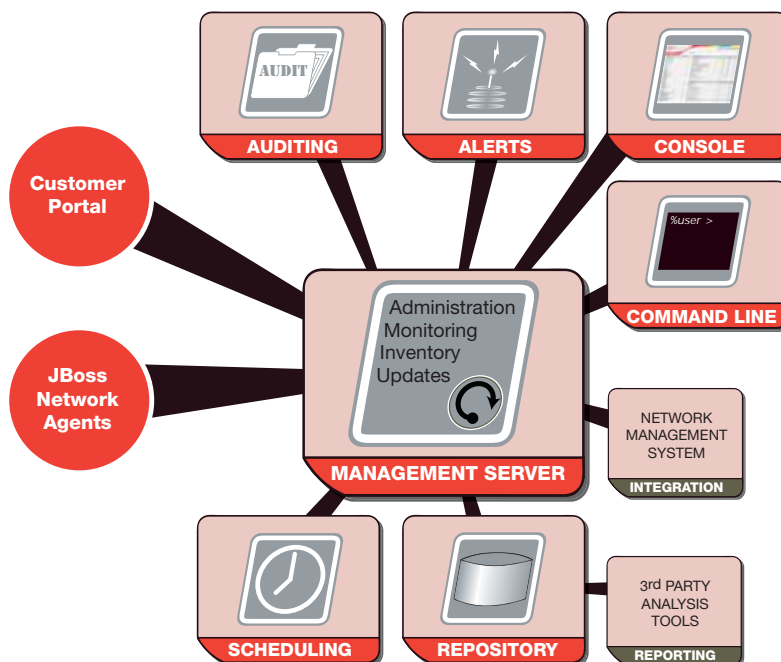 AUDIT
AUDITING
ALERTS
CONSOLE
Customer
Portal
%user >
COMMAND LINE
Administration
Monitoring
Inventory
Updates
MANAGEMENT SERVER
JBoss
Network
Agents
NETWORK
MANAGEMENT
SYSTEM
INTEGRATION
SCHEDULING
REPOSITORY
3rd PARTY
ANALYSIS
TOOLS
REPORTING